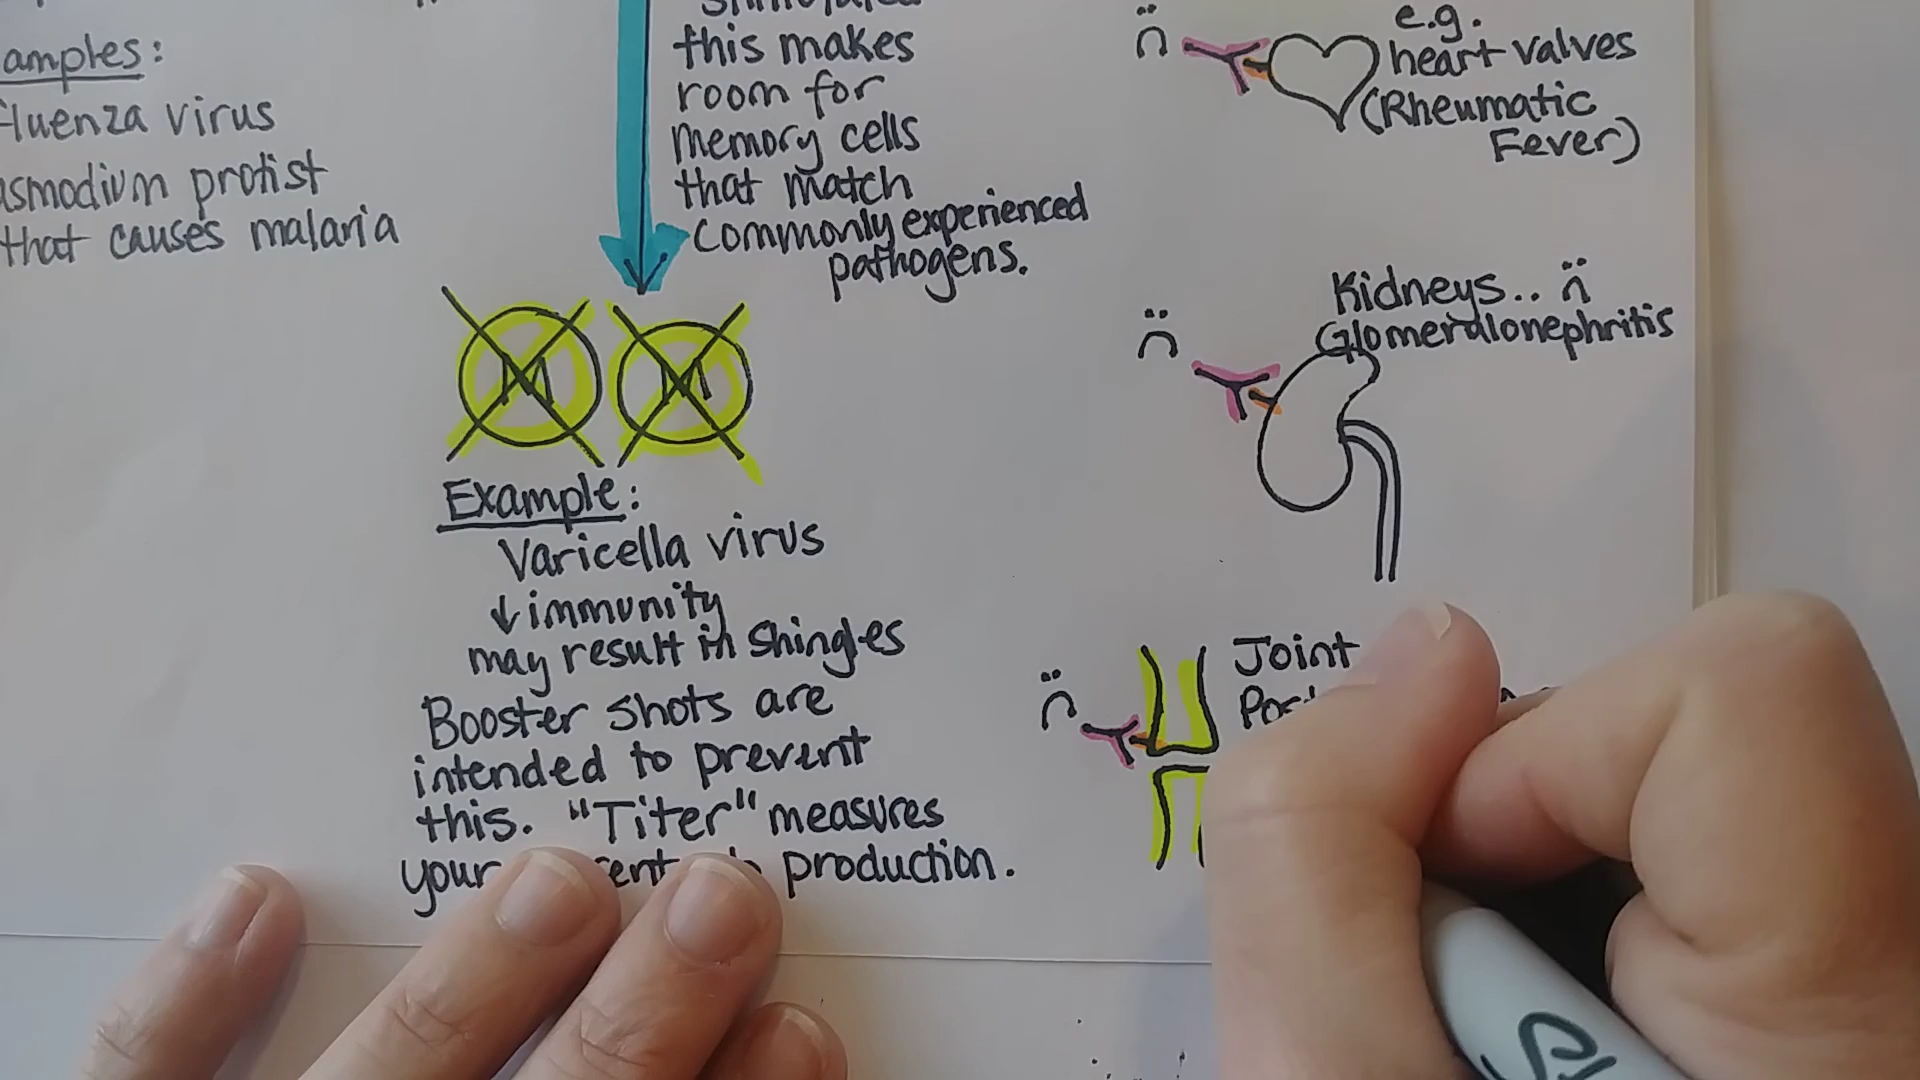 amples:
fluenza virus
asmodium protist
that causes malaria
this makes
room for
memory cells
that match
commonly experienced
pathogens.
M M
Example:
Varicella virus
↓ immunity
may result in shingles
Booster shots are
intended to prevent
this. "Titer" measures
your production.
e.g.
heart valves
(Rheumatic
Fever)
Kidneys..
Glomerulonephritis
Joint